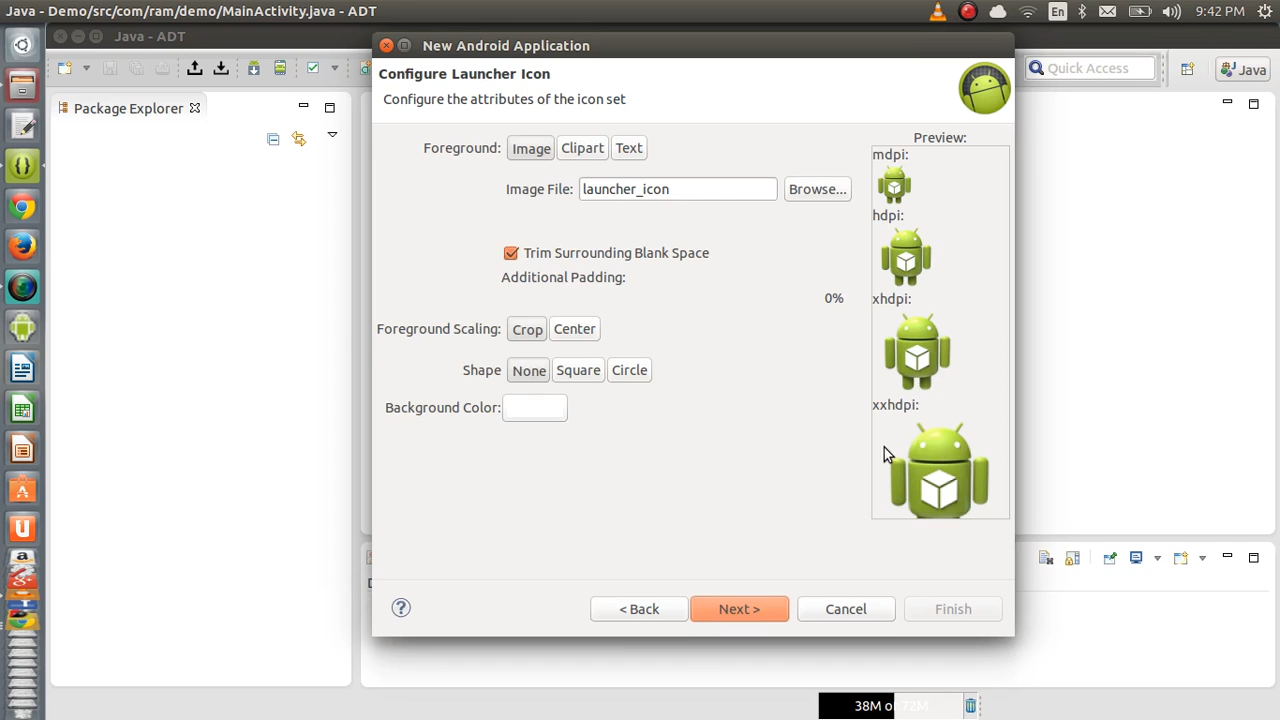 Java - Demo/src/com/ram/demo/MainActivity.java - ADT
En
9:42 PM
Java - ADT
New Android Application
Quick Access
Java
Package Explorer
Configure Launcher Icon
Configure the attributes of the icon set
Foreground:
Image
Clipart
Text
Image File:
launcher_icon
Browse...
Trim Surrounding Blank Space
Additional Padding:
0%
Foreground Scaling:
Crop
Center
Shape
None
Square
Circle
Background Color:
Preview:
mdpi:
hdpi:
xhdpi:
xxhdpi:
?
< Back
Next >
Cancel
Finish
38M of 72M